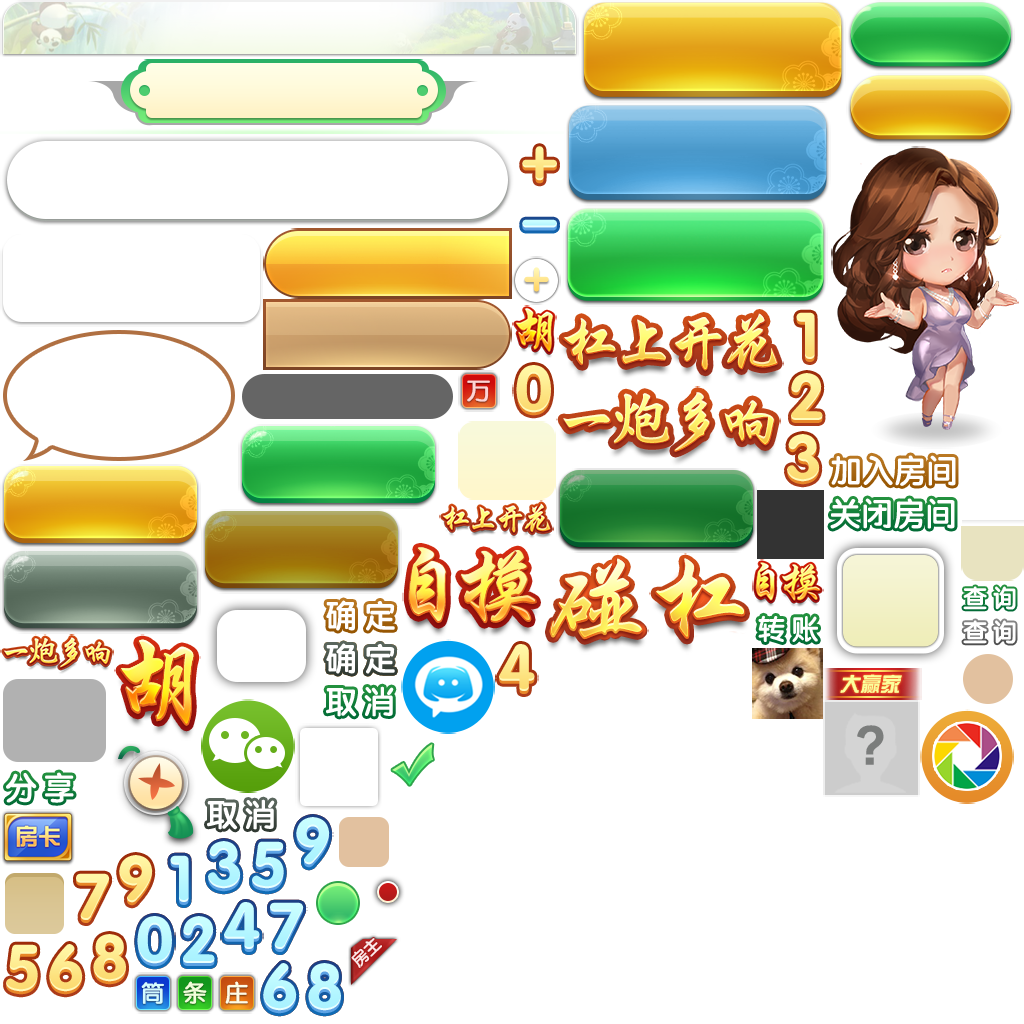 +
-
+
胡
杠上开花
1
万
0
一炮多响
2
3
加入房间
杠上开花
关闭房间
自摸
碰
杠
自摸
查询
确定
转账
查询
一炮多响
胡
确定
4
取消
大赢家
?
分享
取消
房卡
7
9
1
3
5
9
0
2
4
7
5
6
8
房主
筒
条
庄
6
8